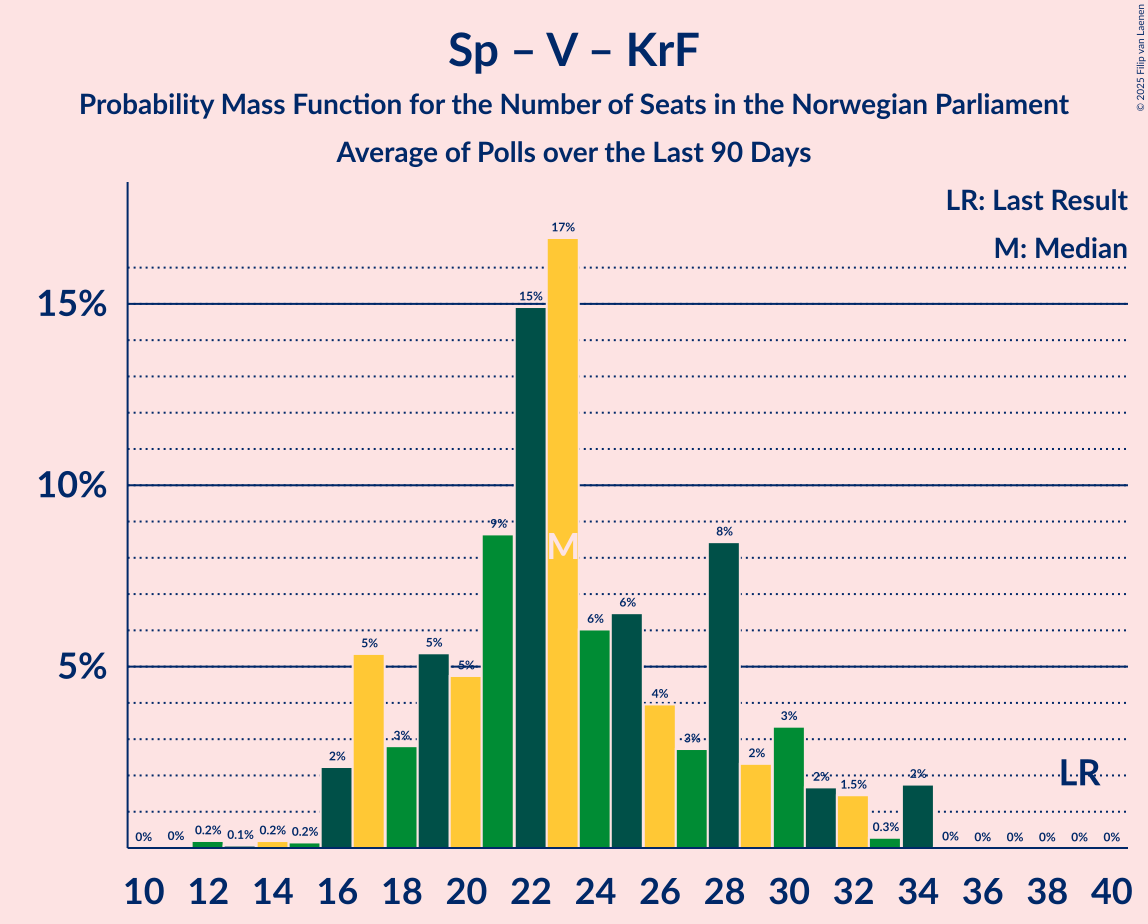 Sp – V – KrF
Probability Mass Function for the Number of Seats in the Norwegian Parliament
Average of Polls over the Last 90 Days
© 2025 Filip van Laenen
LR: Last Result
M: Median
15%
10%
5%
0% 0% 0.2% 0.1% 0.2% 0.2% 2% 5% 3% 5% 5% 9% 15% 17% 6% 6% 4% 3% 8% 2% 3% 2% 1.5% 0.3% 2% 0% 0% 0% 0% 0% 0%
M
LR
10 12 14 16 18 20 22 24 26 28 30 32 34 36 38 40